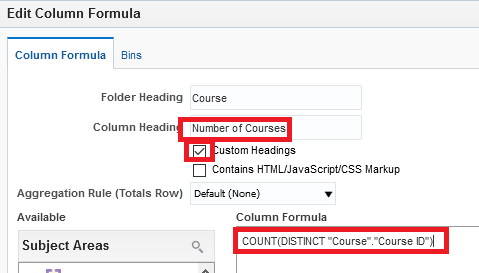 Edit Column Formula
Column Formula Bins
Folder Heading Course
Column Heading Number of Courses
Custom Headings
Contains HTML/JavaScript/CSS Markup
Aggregation Rule (Totals Row) Default (None)
Available Column Formula
Subject Areas COUNT(DISTINCT "Course"."Course ID")